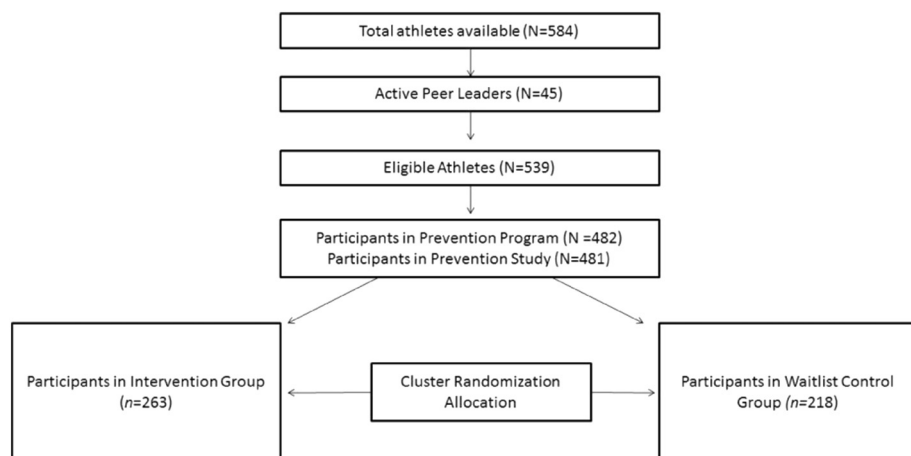 Total athletes available (N=584)
Active Peer Leaders (N=45)
Eligible Athletes (N=539)
Participants in Prevention Program (N =482)
Participants in Prevention Study (N=481)
Participants in Intervention Group
(n=263)
Cluster Randomization
Allocation
Participants in Waitlist Control
Group (n=218)